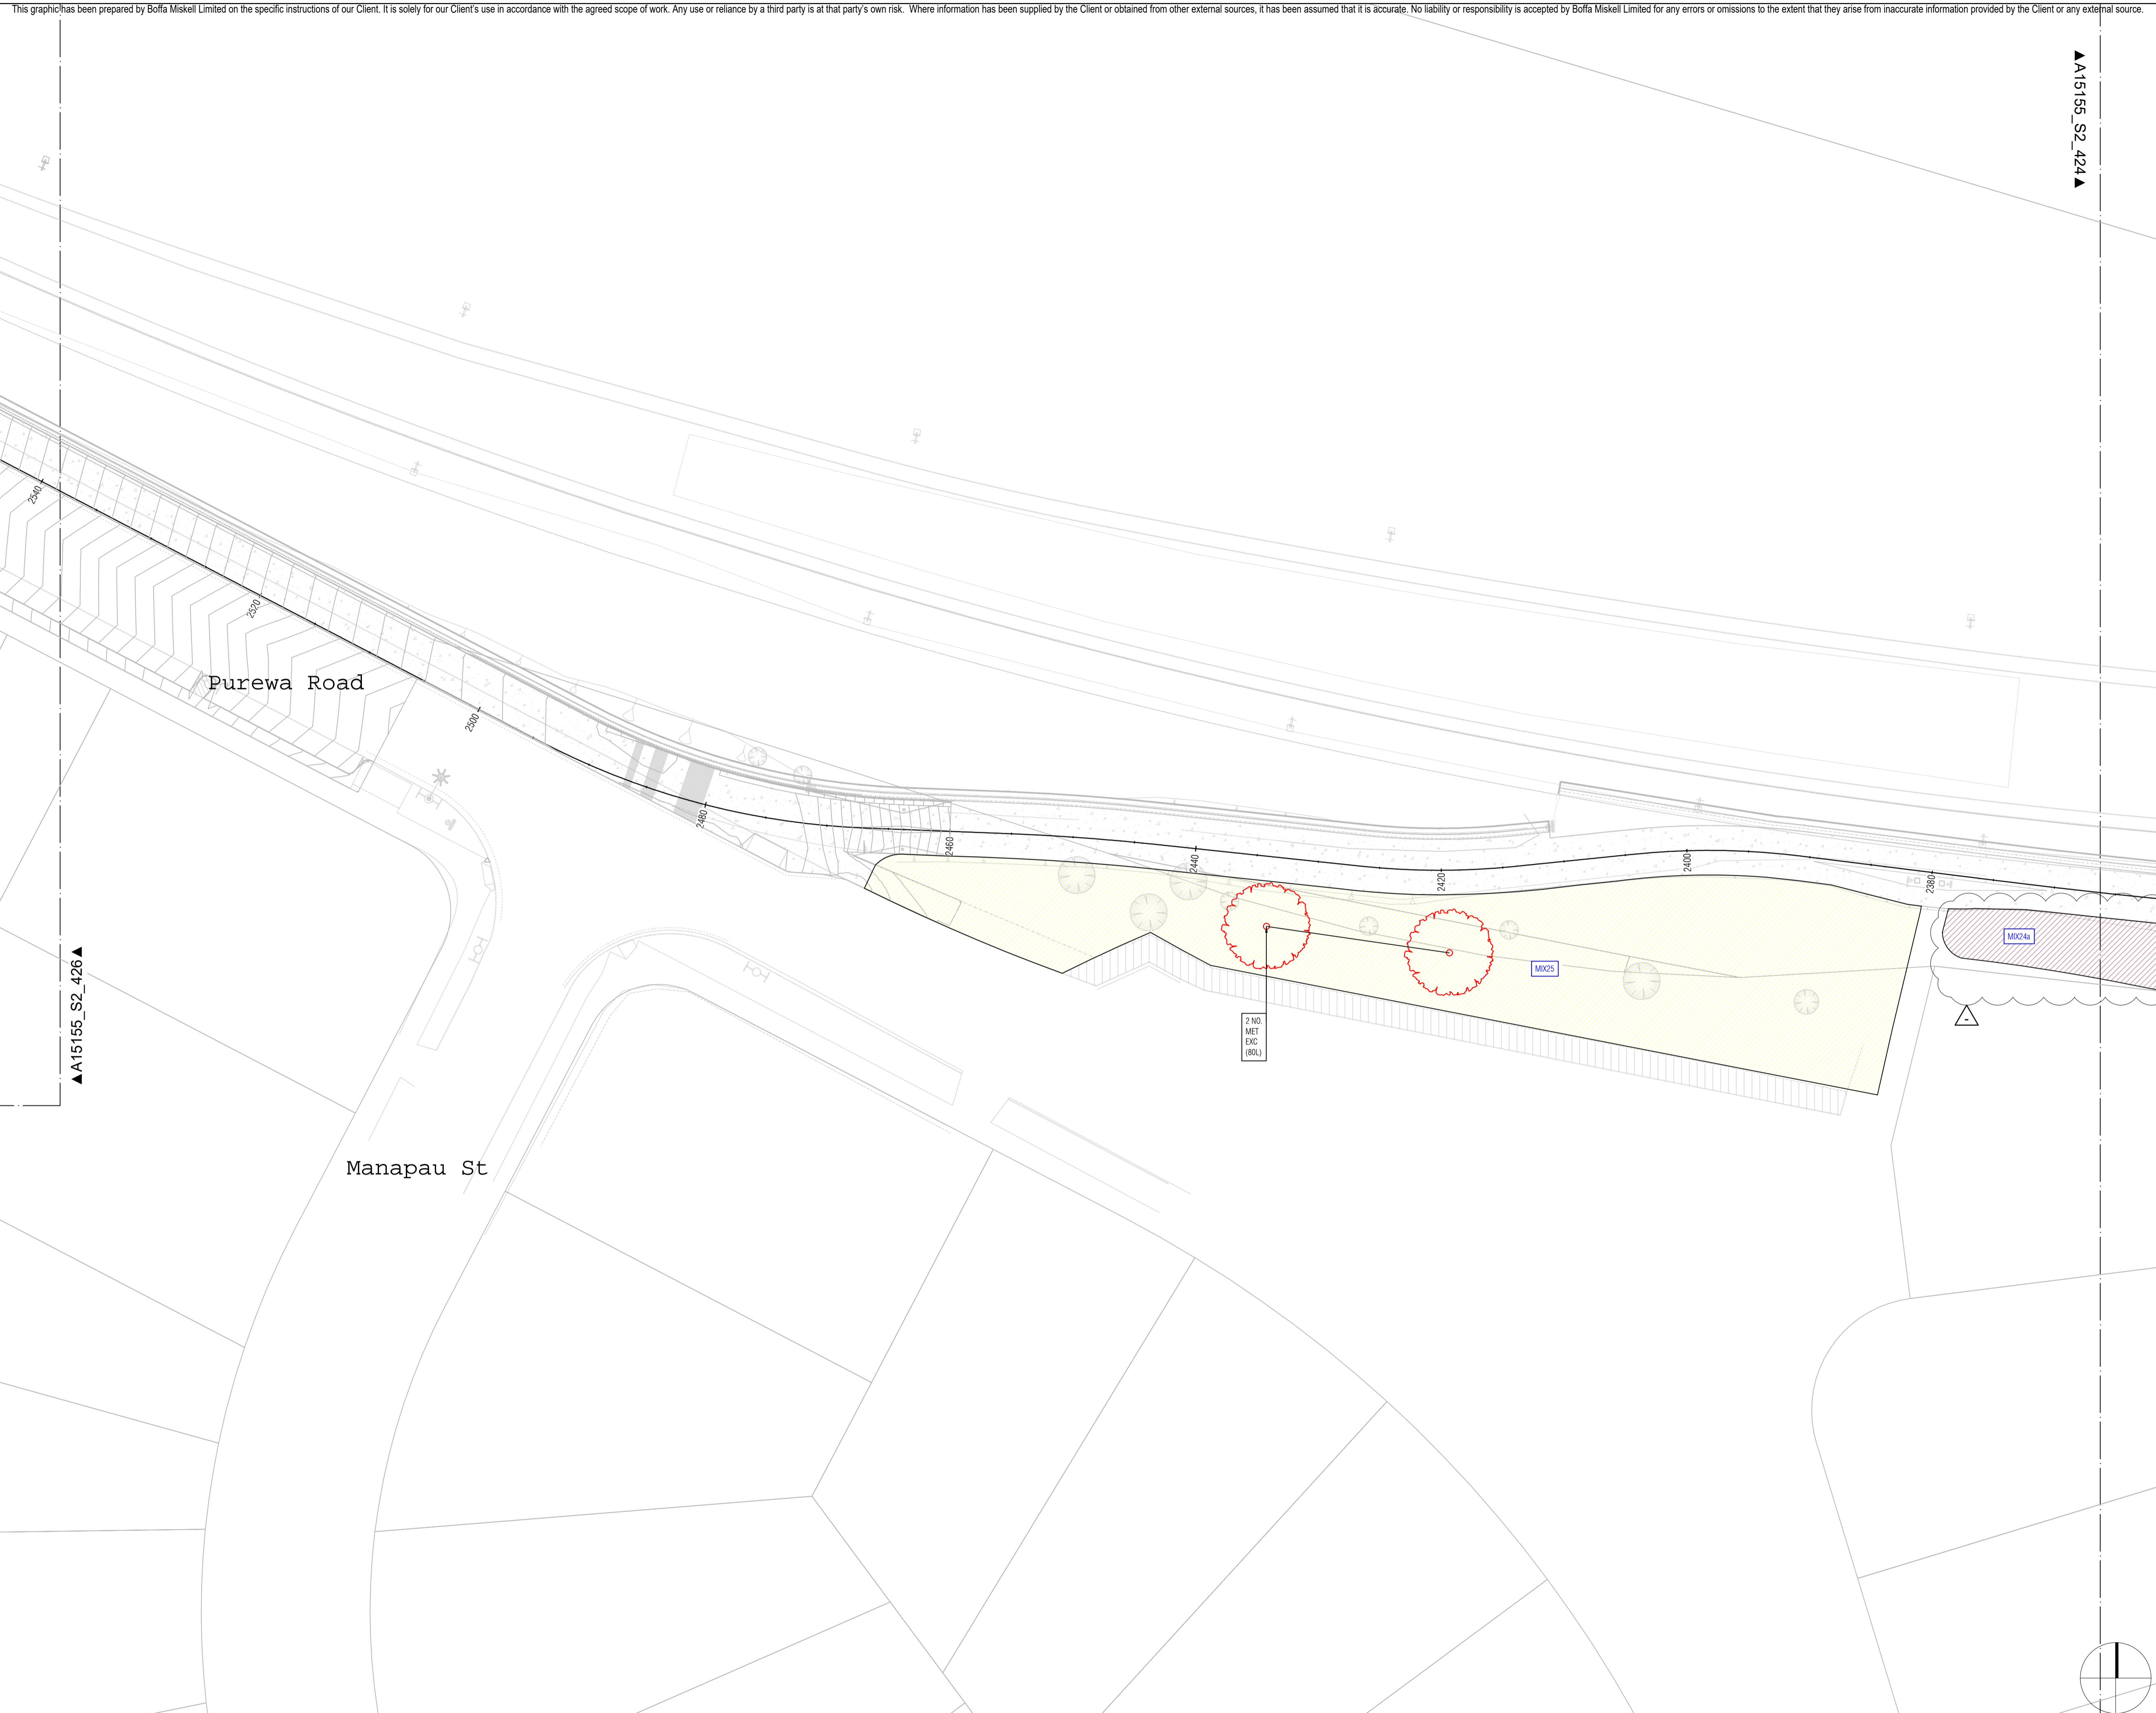 This graphic has been prepared by Boffa Miskell Limited on the specific instructions of our Client. It is solely for our Client's use in accordance with the agreed scope of work. Any use or reliance by a third party is at that party's own risk. Where information has been supplied by the Client or obtained from other external sources, it has been assumed that it is accurate. No liability or responsibility is accepted by Boffa Miskell Limited for any errors or omissions to the extent that they arise from inaccurate information provided by the Client or any external source.
▲A15155_S2_424▲
2540
2520
Purewa Road
2500
2480
2460
2440
2420
2400
2380
MIX24a
MIX25
▲A15155_S2_426▲
2 NO.
MET
EXC
(80L)
-
Manapau St